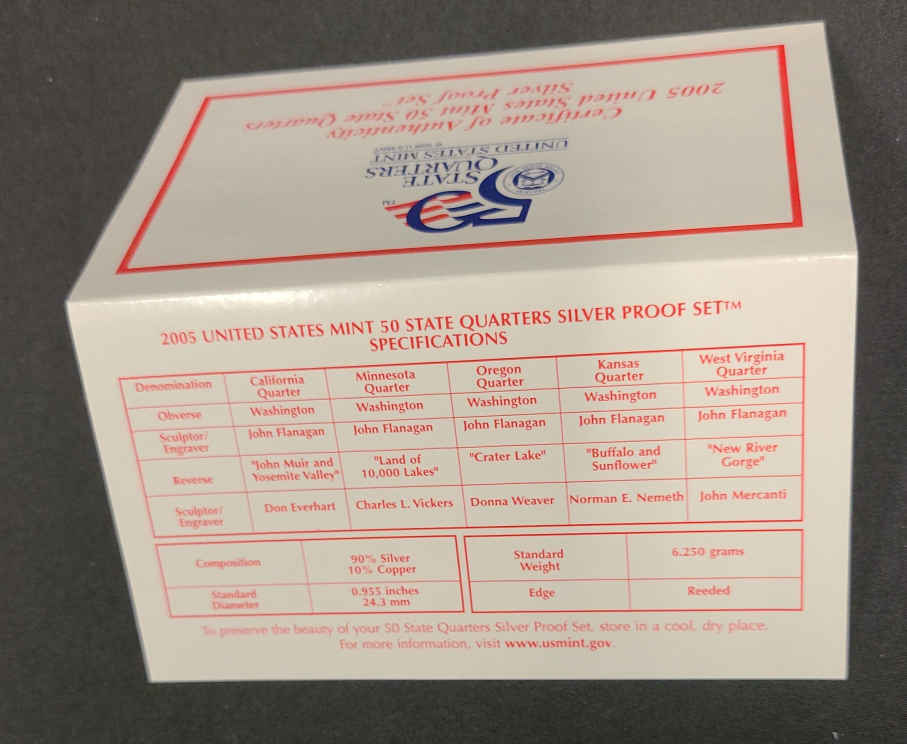 2005 United States Mint 50 State Quarters
Silver Proof Set™
Certificate of Authenticity
UNITED STATES MINT
STATE
QUARTERS
50
TM
2005 UNITED STATES MINT 50 STATE QUARTERS SILVER PROOF SET™
SPECIFICATIONS
Denomination California Quarter Minnesota Quarter Oregon Quarter Kansas Quarter West Virginia Quarter
Obverse Washington Washington Washington Washington Washington
Sculptor/ Engraver John Flanagan John Flanagan John Flanagan John Flanagan John Flanagan
Reverse "John Muir and Yosemite Valley" "Land of 10,000 Lakes" "Crater Lake" "Buffalo and Sunflower" "New River Gorge"
Sculptor/ Engraver Don Everhart Charles L. Vickers Donna Weaver Norman E. Nemeth John Mercanti
Composition 90% Silver 10% Copper Standard Weight 6.250 grams
Standard Diameter 0.955 inches 24.3 mm Edge Reeded
To preserve the beauty of your 50 State Quarters Silver Proof Set, store in a cool, dry place.
For more information, visit www.usmint.gov.